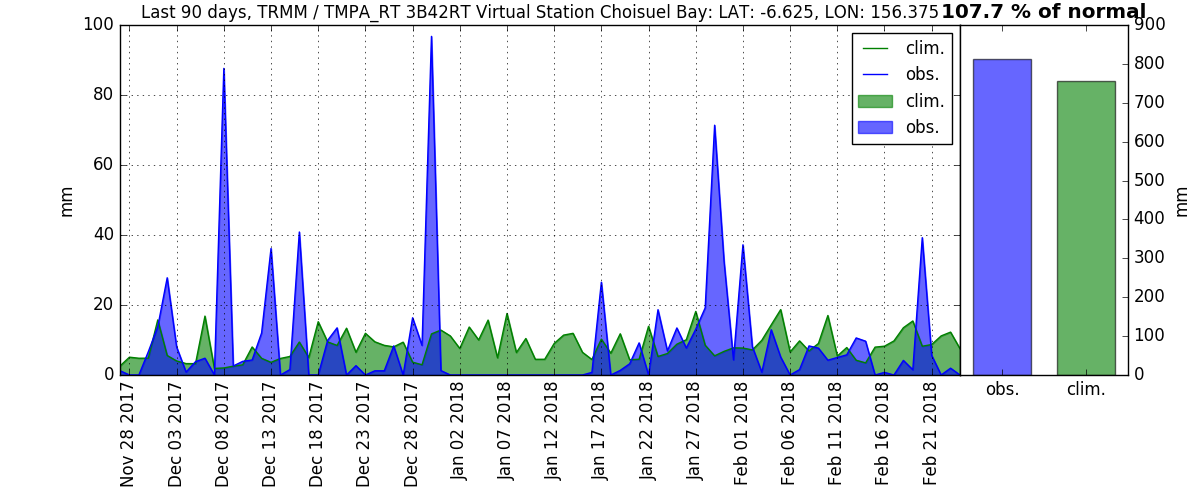 Last 90 days, TRMM / TMPA_RT 3B42RT Virtual Station Choisuel Bay: LAT: -6.625, LON: 156.375
107.7 % of normal
100
80
60
40
20
0
mm
clim.
obs.
clim.
obs.
Nov 28 2017
Dec 03 2017
Dec 08 2017
Dec 13 2017
Dec 18 2017
Dec 23 2017
Dec 28 2017
Jan 02 2018
Jan 07 2018
Jan 12 2018
Jan 17 2018
Jan 22 2018
Jan 27 2018
Feb 01 2018
Feb 06 2018
Feb 11 2018
Feb 16 2018
Feb 21 2018
900
800
700
600
500
400
300
200
100
0
mm
obs.
clim.